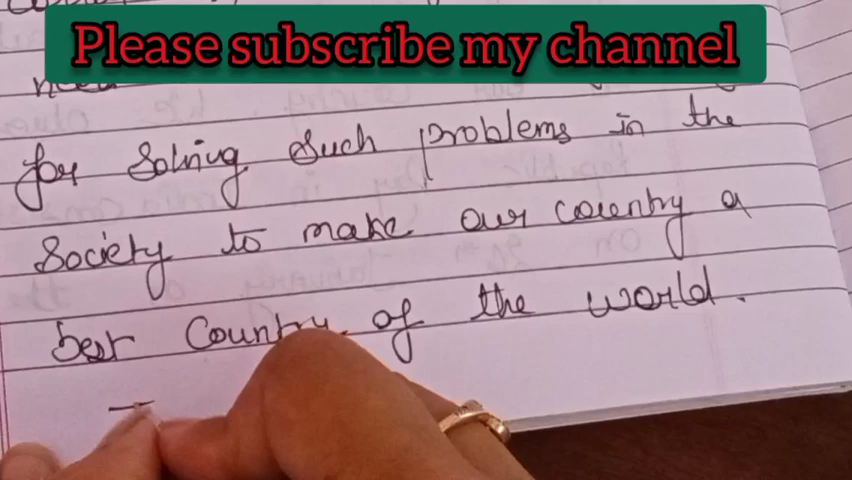 Please subscribe my channel
for solving such problems in the
society to make our country a
best Country of the world.